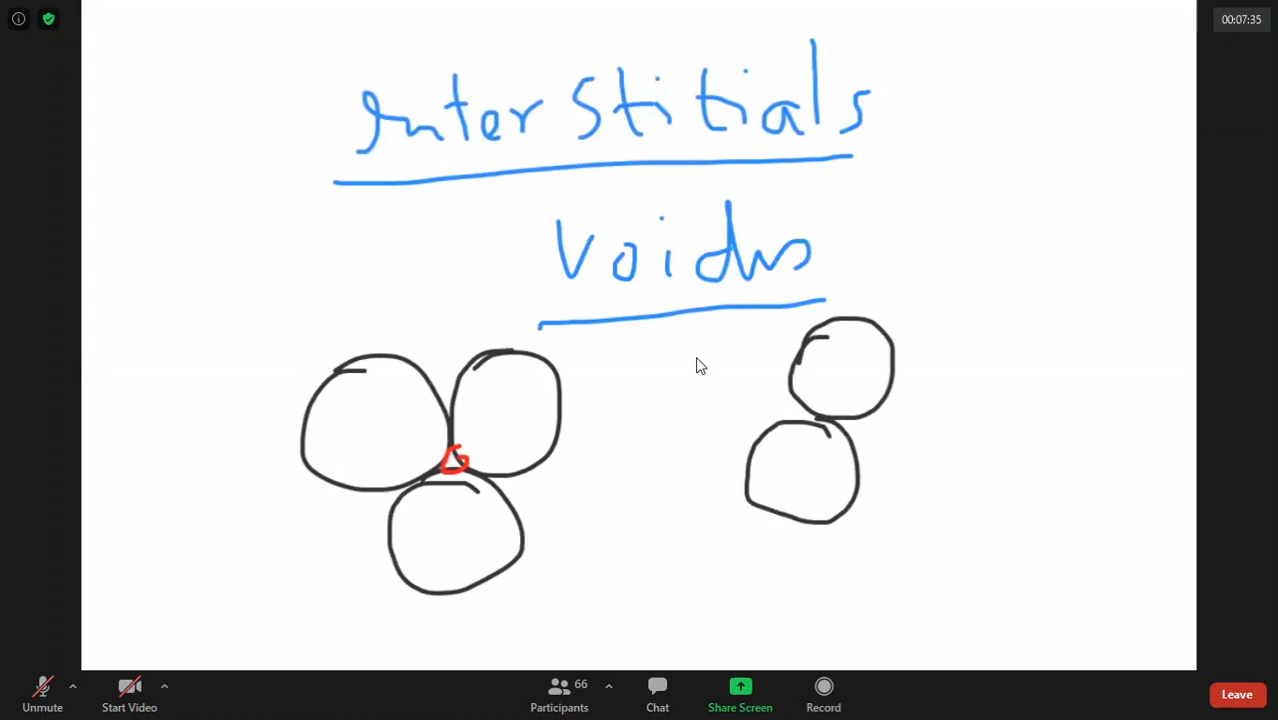 00:07:35
Interstitials
Voids
Unmute
Start Video
66
Participants
Chat
Share Screen
Record
Leave